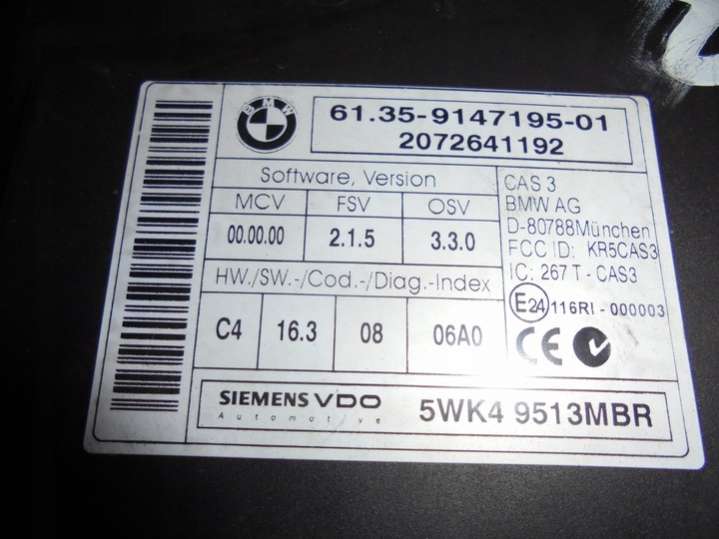 BMW
61.35-9147195-01
2072641192
Software, Version
MCV FSV OSV
00.00.00 2.1.5 3.3.0
HW./SW.-/Cod.-/Diag.-Index
C4 16.3 08 06A0
CAS 3
BMW AG
D-80788München
FCC ID: KR5CAS3
IC: 267 T - CAS3
E24 116RI - 000003
CE
SIEMENS VDO
Automotive
5WK4 9513MBR